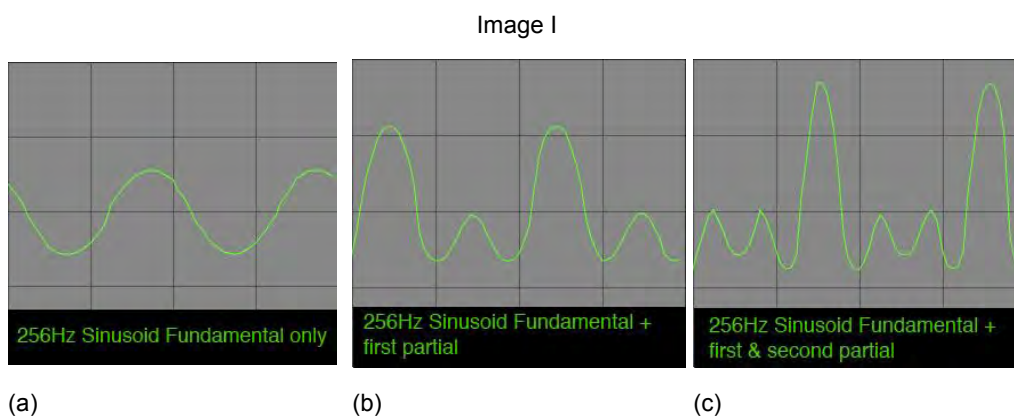 Image I
256Hz Sinusoid Fundamental only
256Hz Sinusoid Fundamental +
first partial
256Hz Sinusoid Fundamental +
first & second partial
(a)
(b)
(c)